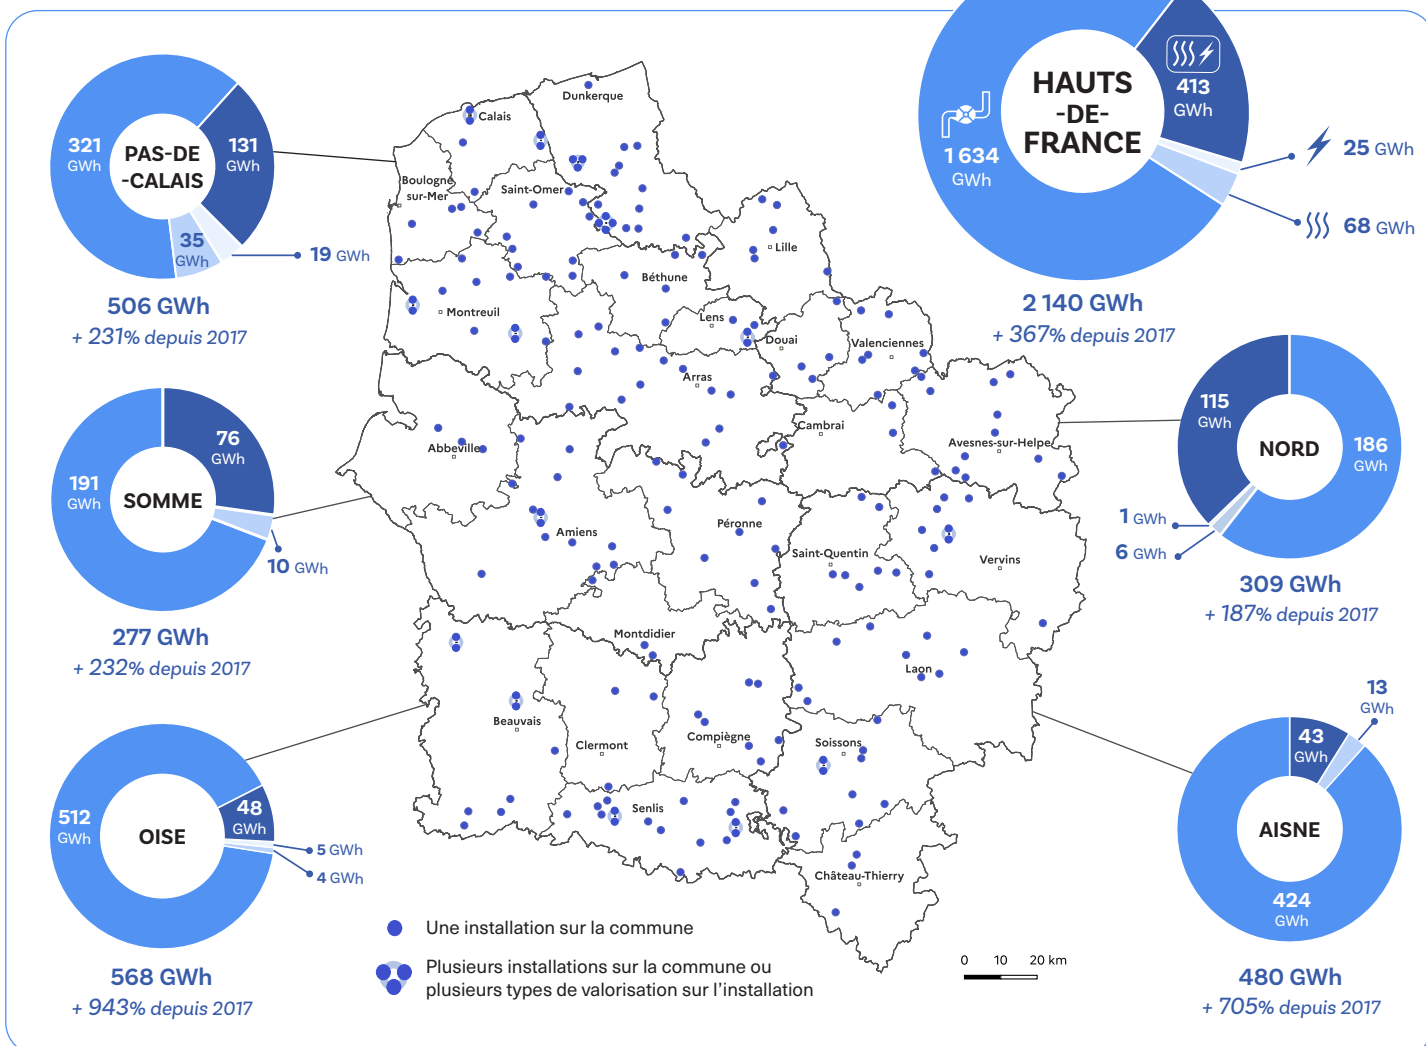 HAUTS
-DE-
FRANCE
1 634
GWh
413
GWh
25 GWh
68 GWh
2 140 GWh
+ 367% depuis 2017
PAS-DE
-CALAIS
321
GWh
131
GWh
35
GWh
19 GWh
506 GWh
+ 231% depuis 2017
SOMME
191
GWh
76
GWh
10 GWh
277 GWh
+ 232% depuis 2017
OISE
512
GWh
48
GWh
5 GWh
4 GWh
568 GWh
+ 943% depuis 2017
Dunkerque
Calais
Boulogne
sur-Mer
Saint-Omer
Lille
Béthune
Montreuil
Lens
Douai
Valenciennes
Arras
Cambrai
Avesnes-sur-Helpe
Abbeville
Amiens
Péronne
Saint-Quentin
Vervins
Montdidier
Laon
Beauvais
Clermont
Compiègne
Soissons
Senlis
Château-Thierry
NORD
115
GWh
186
GWh
1 GWh
6 GWh
309 GWh
+ 187% depuis 2017
AISNE
43
GWh
13
GWh
424
GWh
480 GWh
+ 705% depuis 2017
Une installation sur la commune
Plusieurs installations sur la commune ou
plusieurs types de valorisation sur l'installation
0 10 20 km